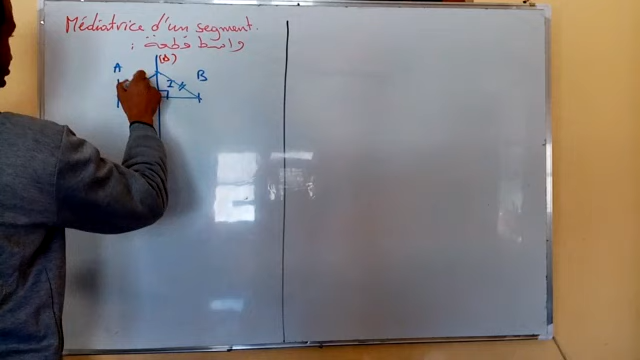 Médiatrice d'un segment.
واسط قطعة :
(Δ)
A
B
I